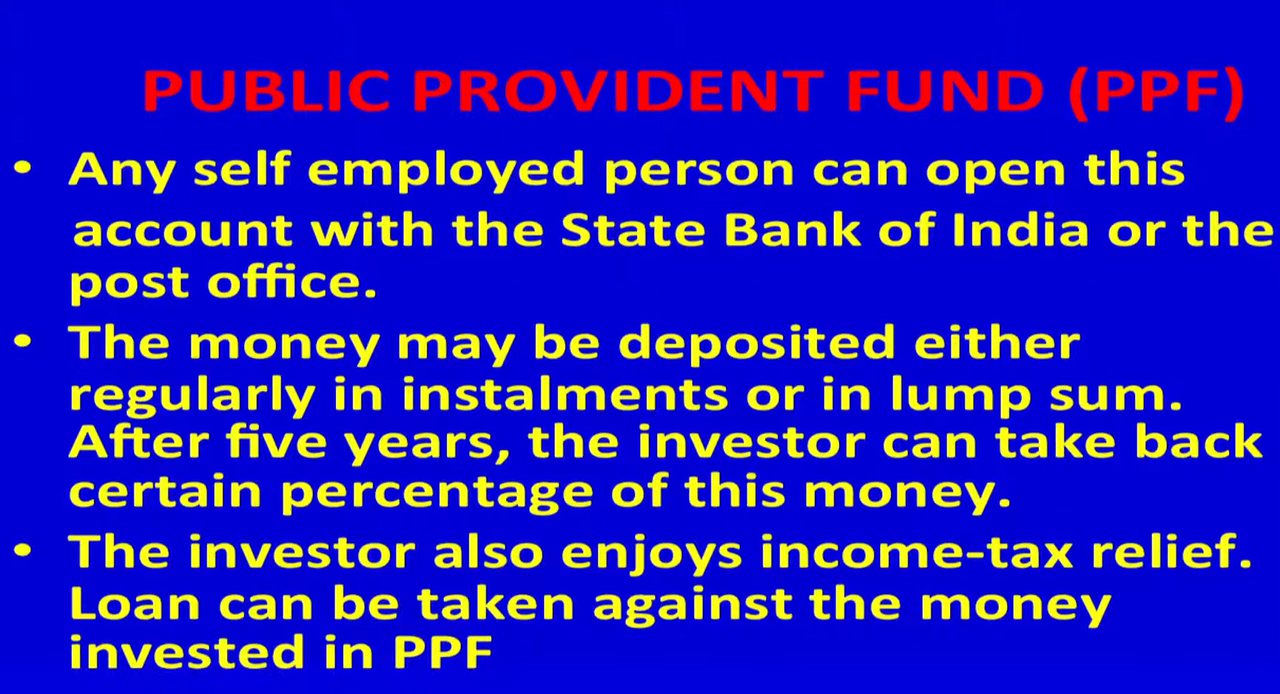 PUBLIC PROVIDENT FUND (PPF)
• Any self employed person can open this
account with the State Bank of India or the
post office.
• The money may be deposited either
regularly in instalments or in lump sum.
After five years, the investor can take back
certain percentage of this money.
• The investor also enjoys income-tax relief.
Loan can be taken against the money
invested in PPF